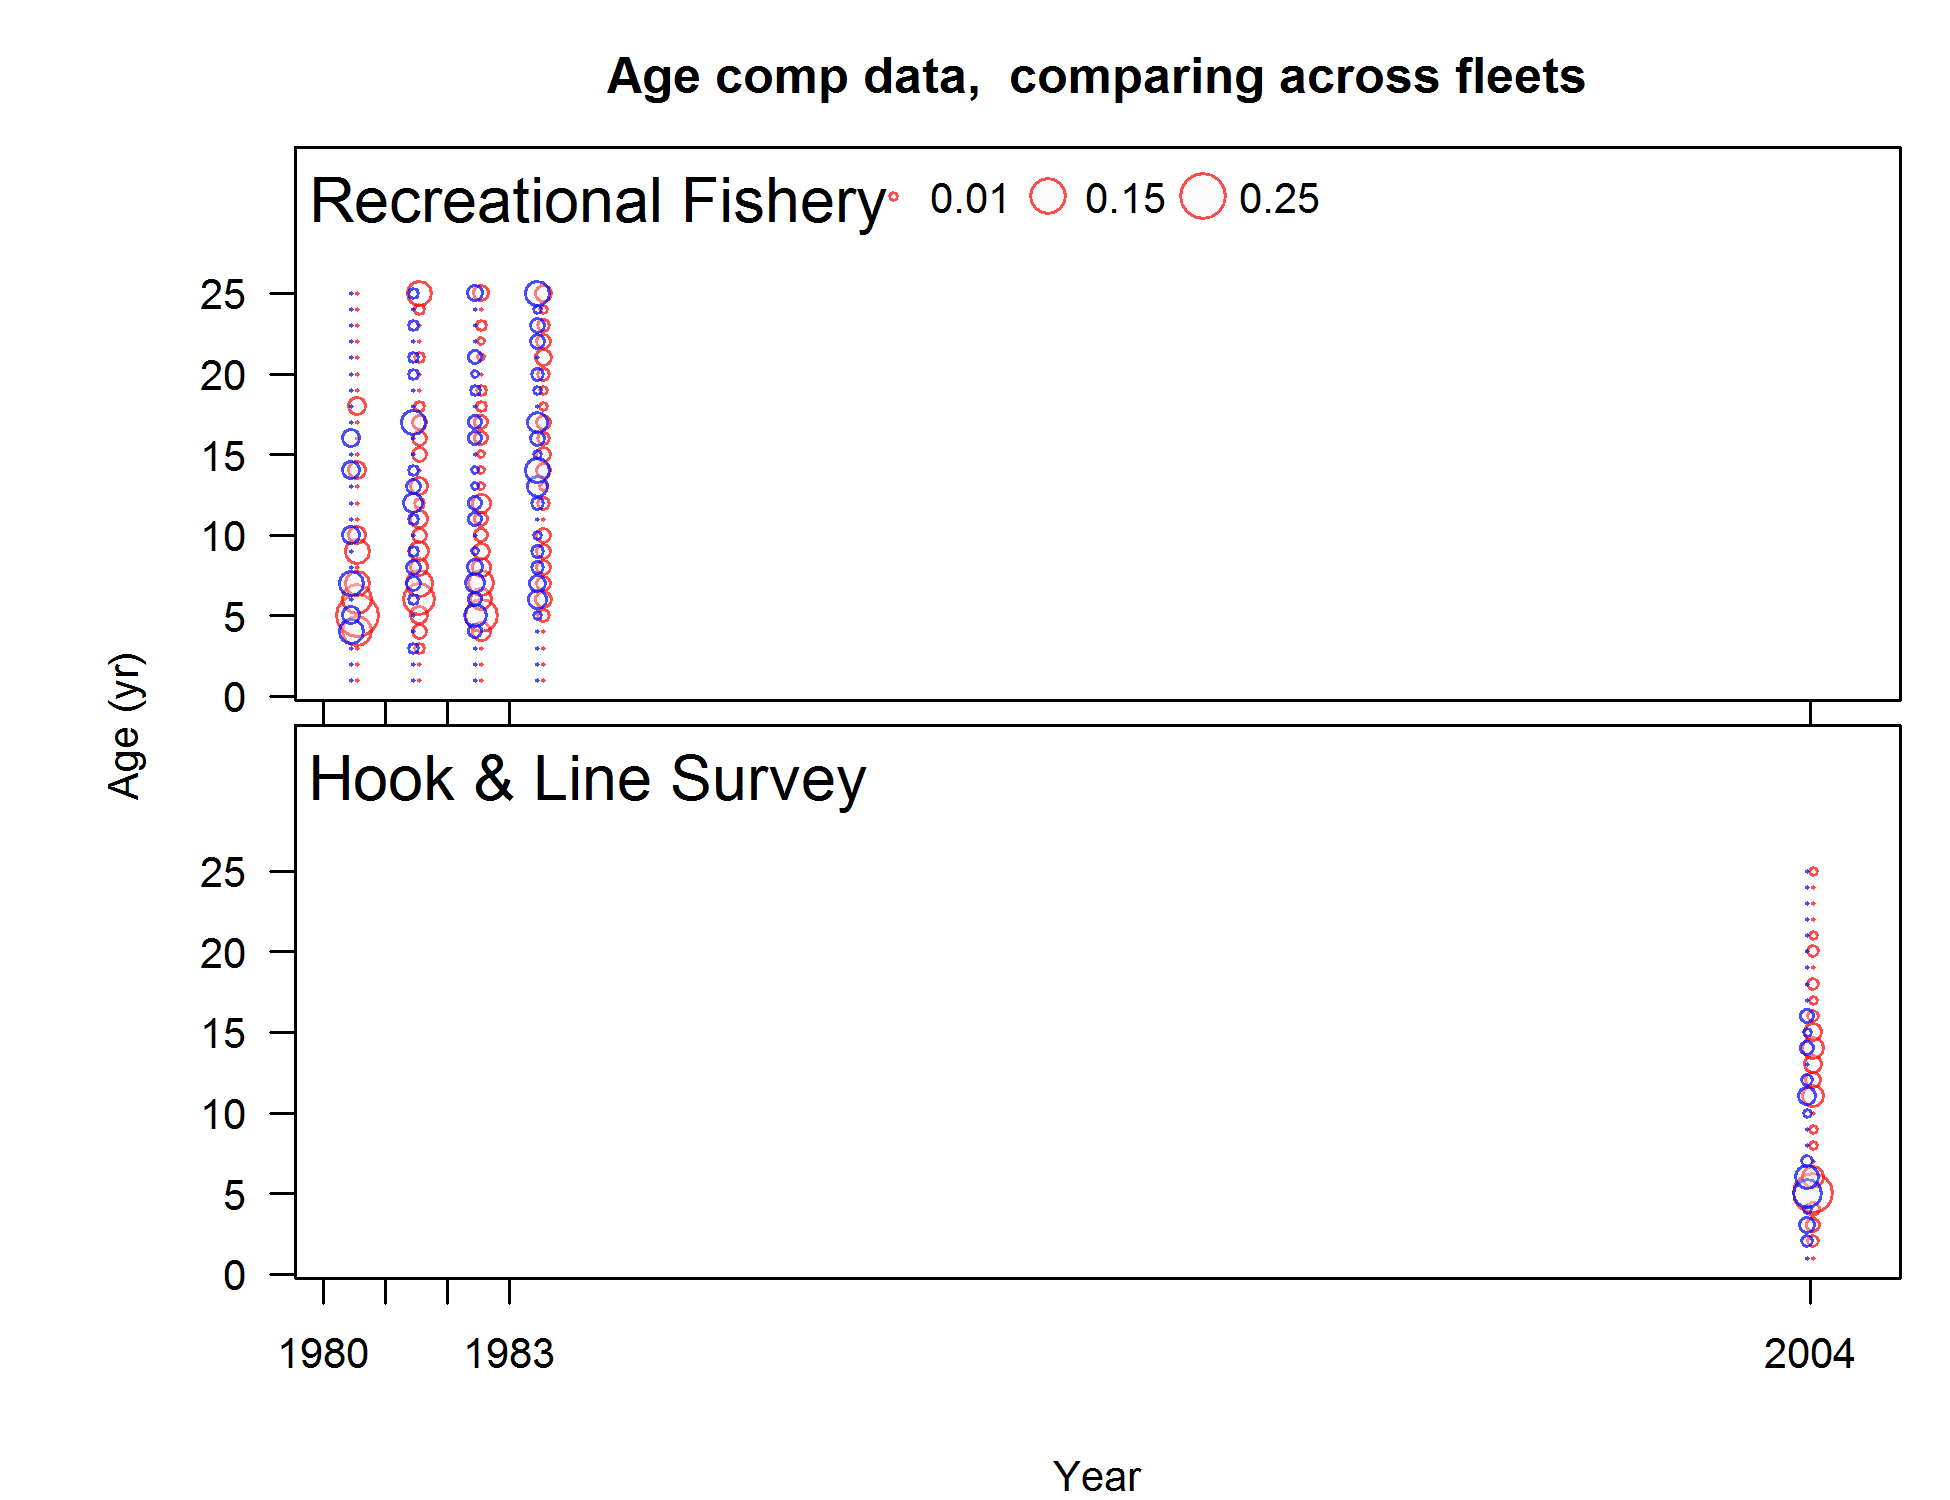 Age comp data,  comparing across fleets
Recreational Fishery 0.01 0.15 0.25
25
20
15
10
5
0
Age (yr)
Hook & Line Survey
25
20
15
10
5
0
1980 1983 2004
Year